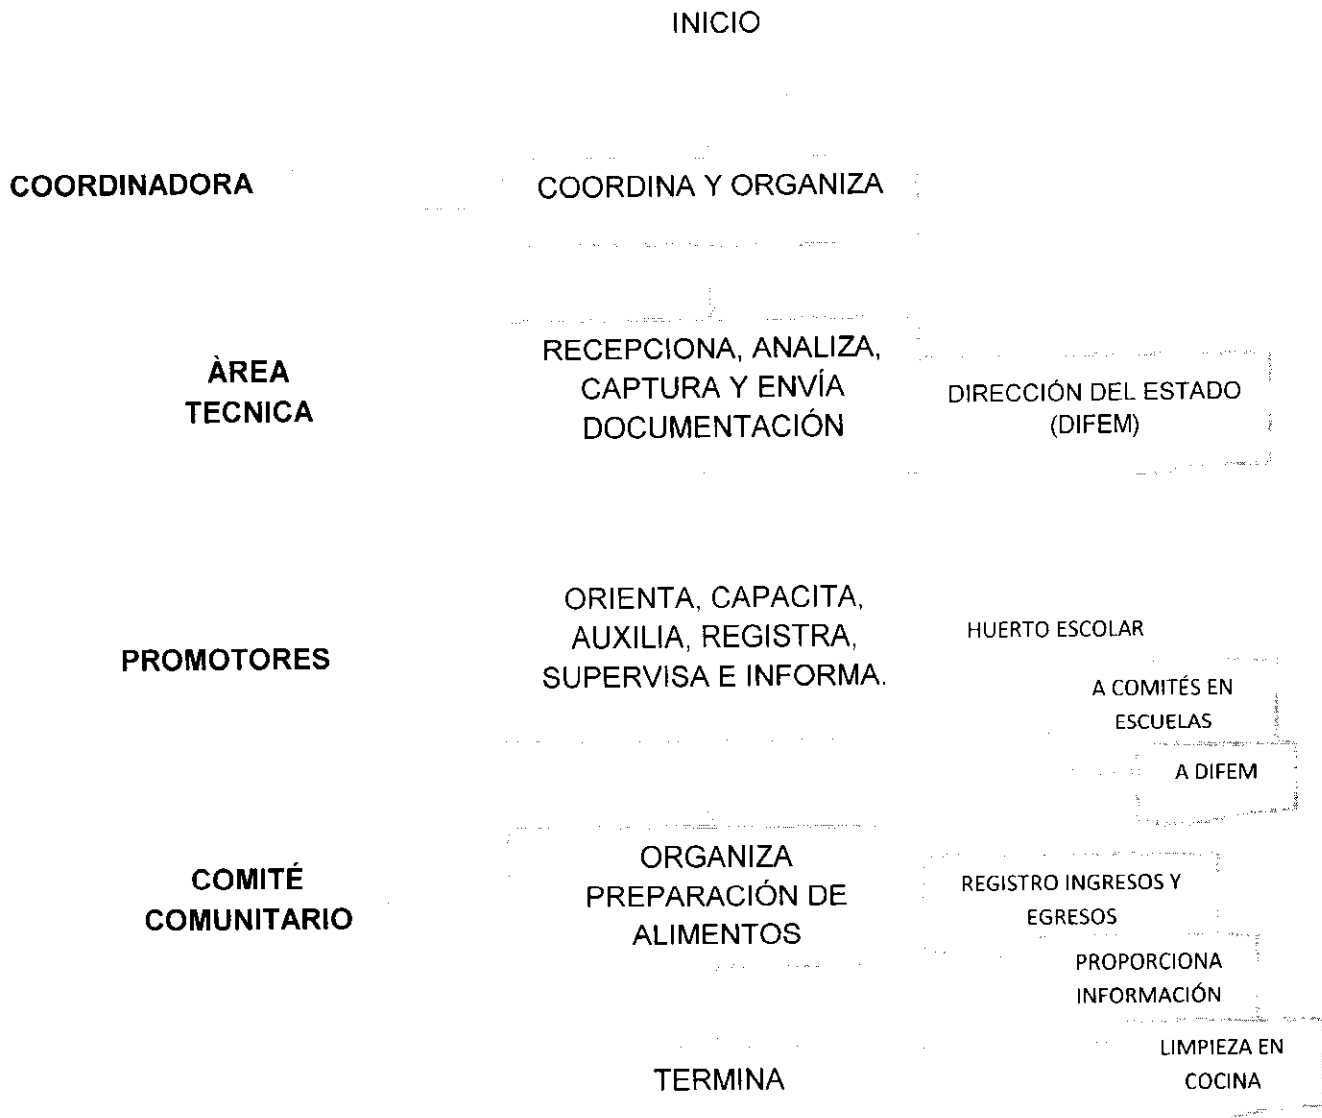 INICIO
COORDINADORA
COORDINA Y ORGANIZA
ÀREA
TECNICA
RECEPCIONA, ANALIZA,
CAPTURA Y ENVÍA
DOCUMENTACIÓN
DIRECCIÓN DEL ESTADO
(DIFEM)
PROMOTORES
ORIENTA, CAPACITA,
AUXILIA, REGISTRA,
SUPERVISA E INFORMA.
HUERTO ESCOLAR
A COMITÉS EN
ESCUELAS
A DIFEM
COMITÉ
COMUNITARIO
ORGANIZA
PREPARACIÓN DE
ALIMENTOS
REGISTRO INGRESOS Y
EGRESOS
PROPORCIONA
INFORMACIÓN
LIMPIEZA EN
COCINA
TERMINA